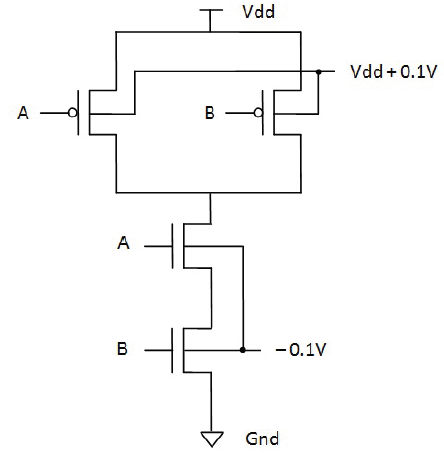 Vdd
Vdd + 0.1V
A
B
A
B
− 0.1V
Gnd